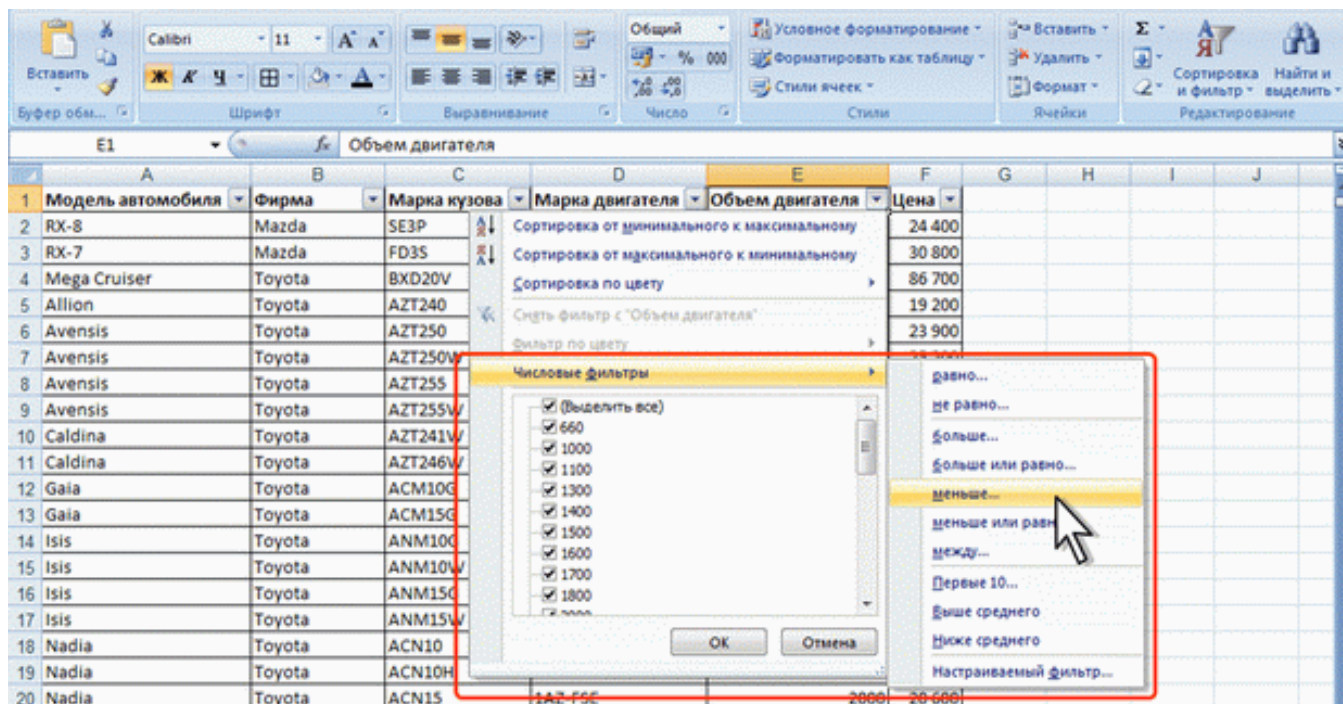 Вставить
Calibri
11
Ж К Ч
Общий
% 000
Условное форматирование
Форматировать как таблицу
Стили ячеек
Вставить
Удалить
Формат
Σ
Сортировка и фильтр
Найти и выделить
Буфер обм...
Шрифт
Выравнивание
Число
Стили
Ячейки
Редактирование
E1 fx Объем двигателя
A B C D E F G H I J
1 Модель автомобиля Фирма Марка кузова Марка двигателя Объем двигателя Цена
2 RX-8 Mazda SE3P 24 400
3 RX-7 Mazda FD3S 30 800
4 Mega Cruiser Toyota BXD20V 86 700
5 Allion Toyota AZT240 19 200
6 Avensis Toyota AZT250 23 900
7 Avensis Toyota AZT250W
8 Avensis Toyota AZT255
9 Avensis Toyota AZT255W
10 Caldina Toyota AZT241W
11 Caldina Toyota AZT246W
12 Gaia Toyota ACM10G
13 Gaia Toyota ACM15G
14 Isis Toyota
15 Isis Toyota ANM10W
16 Isis Toyota
17 Isis Toyota ANM15W
18 Nadia Toyota ACN10
19 Nadia Toyota ACN10H
20 Nadia Toyota ACN15 1AZ-FSE 2000 20 600
Сортировка от минимального к максимальному
Сортировка от максимального к минимальному
Сортировка по цвету
Снять фильтр с "Объем двигателя"
Фильтр по цвету
Числовые фильтры
(Выделить все)
660
1000
1100
1300
1400
1500
1600
1700
1800
2000
ОК Отмена
равно...
не равно...
больше...
больше или равно...
меньше...
меньше или
между...
Первые 10...
Выше среднего
Ниже среднего
Настраиваемый фильтр...